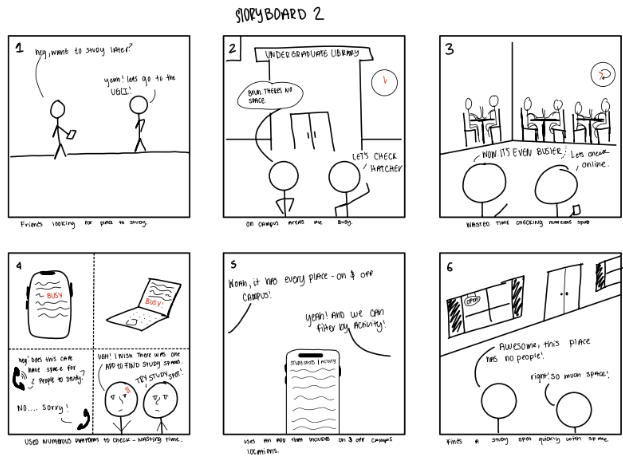 STORYBOARD 2
1
hey, want to study later?
yeah! lets go to the
UGLI!
Friends looking for place to study.
2
UNDERGRADUATE LIBRARY
BRUH THERE'S NO
SPACE.
LET'S CHECK
HATCHER
ON CAMPUS AREAS ARE BUSY.
3
NOW IT'S EVEN BUSIER!
Lets check
online.
WASTED TIME CHECKING NUMEROUS SPOTS
4
BUSY
BUSY!
hey! Does this cafe
have space for
2 people to study?
NO.... sorry!
UGH! I WISH THERE WAS ONE
APP TO FIND STUDY SPACES.
TRY STUDY
SPOT!
USED NUMEROUS PLATFORMS TO CHECK - WASTING TIME.
5
Woah, it has every place - on & off
campus!
yeah! And we can
filter by Activity!
USES AN APP THAT INCLUDES ON & OFF CAMPUS
LOCATIONS.
6
OPEN
Awesome, this place
has no people!
right! so much space!
FINDS A STUDY SPOT QUICKLY WITH SPACE.